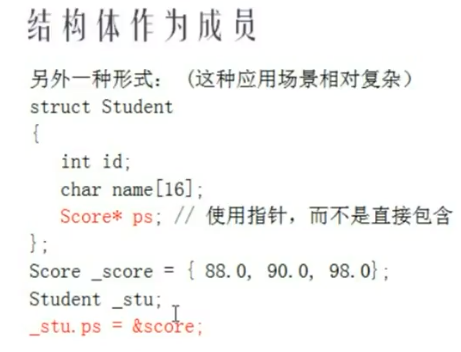 结构体作为成员
另外一种形式： (这种应用场景相对复杂）
struct Student
{
int id;
char name[16];
Score* ps; // 使用指针，而不是直接包含
};
Score _score = { 88.0, 90.0, 98.0};
Student _stu;
_stu.ps = &score;